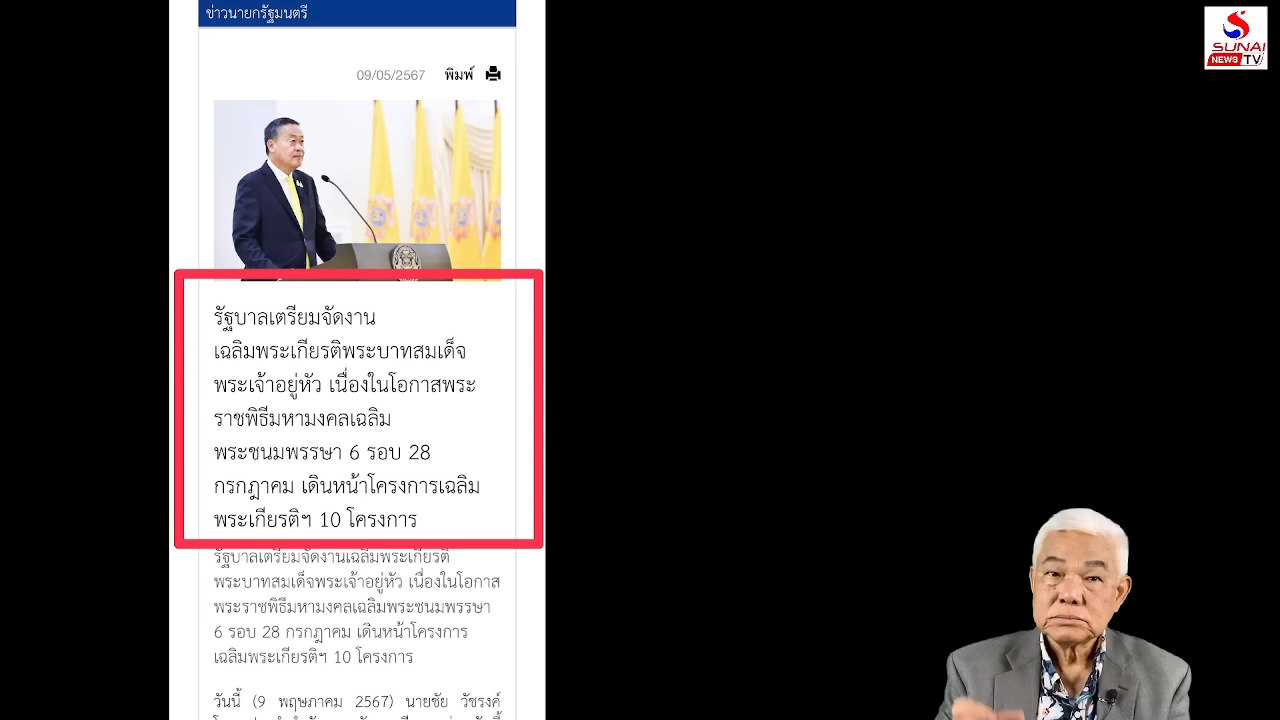 ข่าวนายกรัฐมนตรี
09/05/2567 พิมพ์
รัฐบาลเตรียมจัดงาน
เฉลิมพระเกียรติพระบาทสมเด็จ
พระเจ้าอยู่หัว เนื่องในโอกาสพระ
ราชพิธีมหามงคลเฉลิม
พระชนมพรรษา 6 รอบ 28
กรกฎาคม เดินหน้าโครงการเฉลิม
พระเกียรติฯ 10 โครงการ
รัฐบาลเตรียมจัดงานเฉลิมพระเกียรติ
พระบาทสมเด็จพระเจ้าอยู่หัว เนื่องในโอกาส
พระราชพิธีมหามงคลเฉลิมพระชนมพรรษา
6 รอบ 28 กรกฎาคม เดินหน้าโครงการ
เฉลิมพระเกียรติฯ 10 โครงการ
วันนี้ (9 พฤษภาคม 2567) นายชัย วัชรงค์
SUNAI
NEWS TV